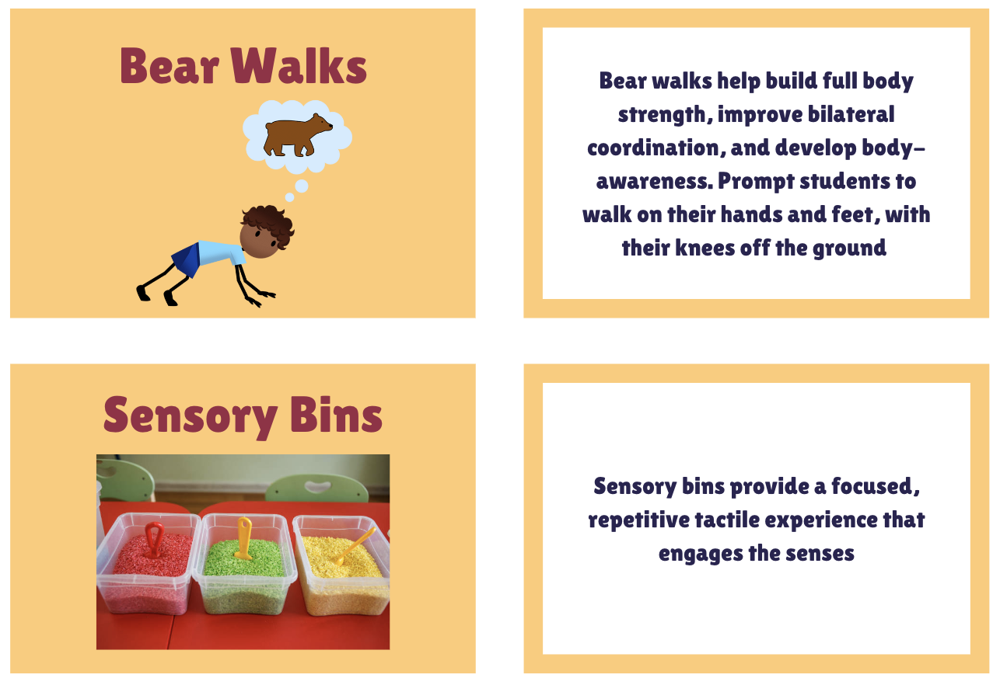 Bear Walks
Bear walks help build full body
strength, improve bilateral
coordination, and develop body-
awareness. Prompt students to
walk on their hands and feet, with
their knees off the ground
Sensory Bins
Sensory bins provide a focused,
repetitive tactile experience that
engages the senses